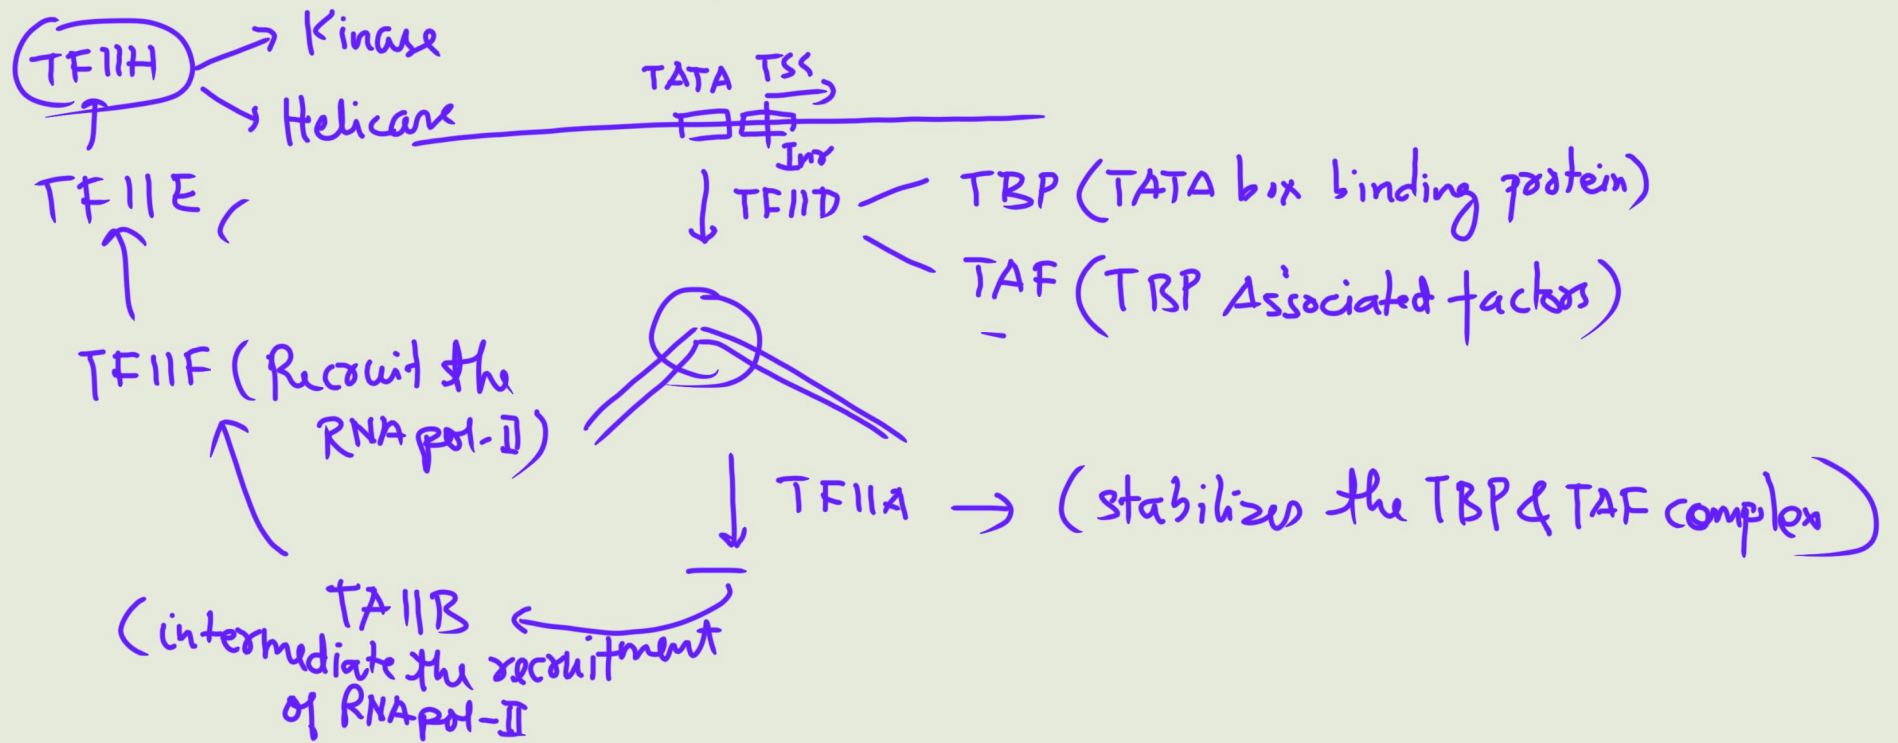 TFIIH
Kinase
Helicase
TATA TSS
Inr
TFIID
TBP (TATA box binding protein)
TAF (TBP Associated factors)
TFIIE (
TFIIF (Recruit the
RNA pol-II)
TFIIA → (stabilizes the TBP & TAF complex)
TAIIB
(intermediate the recruitment
of RNA pol-II